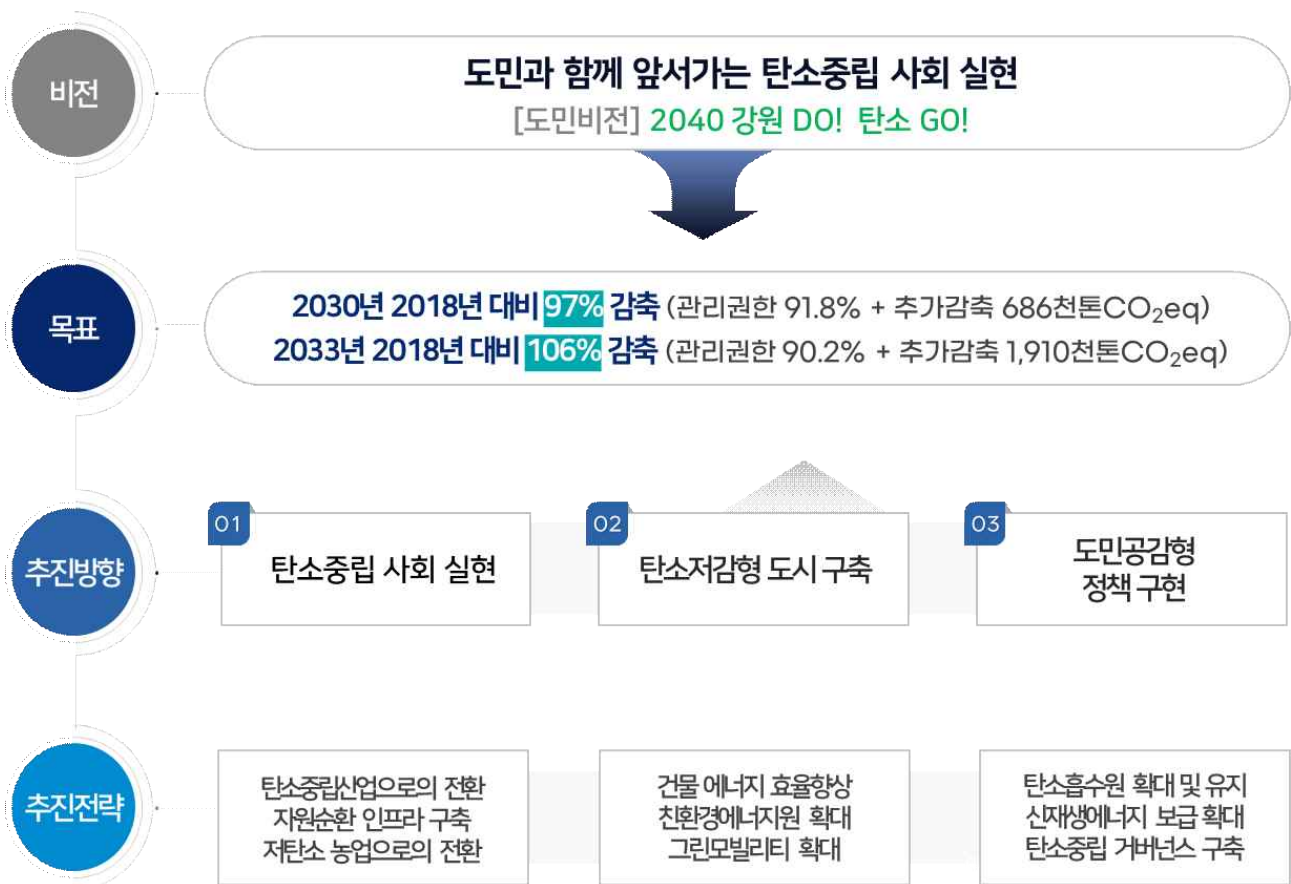 비전
도민과 함께 앞서가는 탄소중립 사회 실현
[도민비전] 2040 강원 DO! 탄소 GO!
목표
2030년 2018년 대비 97% 감축 (관리권한 91.8% + 추가감축 686천톤CO₂eq)
2033년 2018년 대비 106% 감축 (관리권한 90.2% + 추가감축 1,910천톤CO₂eq)
추진방향
01
탄소중립 사회 실현
02
탄소저감형 도시 구축
03
도민공감형
정책 구현
추진전략
탄소중립산업으로의 전환
자원순환 인프라 구축
저탄소 농업으로의 전환
건물 에너지 효율향상
친환경에너지원 확대
그린모빌리티 확대
탄소흡수원 확대 및 유지
신재생에너지 보급 확대
탄소중립 거버넌스 구축